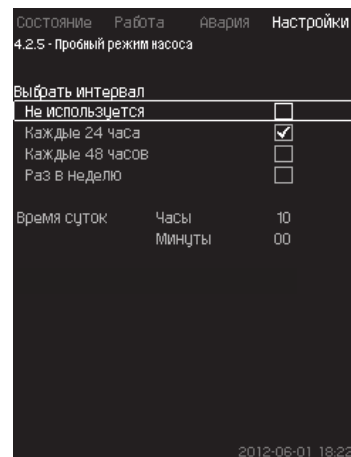 Состояние Работа Авария Настройки
4.2.5 - Пробный режим насоса
Выбрать интервал
Не используется
Каждые 24 часа
Каждые 48 часов
Раз в неделю
Время суток Часы 10
Минуты 00
2012-06-01 18:22